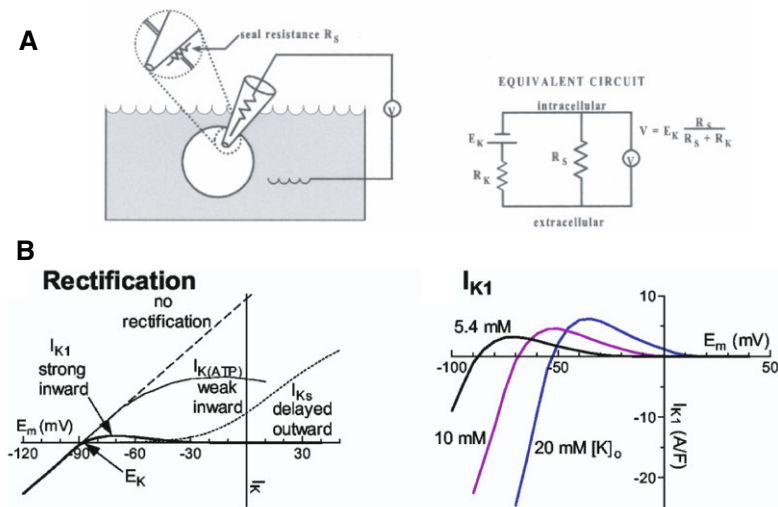 A
seal resistance R_S
V
EQUIVALENT CIRCUIT
intracellular
E_K
R_K
R_S
V
V = E_K R_S / R_S + R_K
extracellular
B
Rectification
no
rectification
I_K1
strong
inward
I_K(ATP)
weak
inward
I_Ks
delayed
outward
E_m (mV)
-120 -90 -60 -30 30
E_K
I_K
I_K1
10
5.4 mM
E_m (mV)
-100 -50 0 50
-10
-20
10 mM
20 mM [K]_o
I_K1 (A/F)